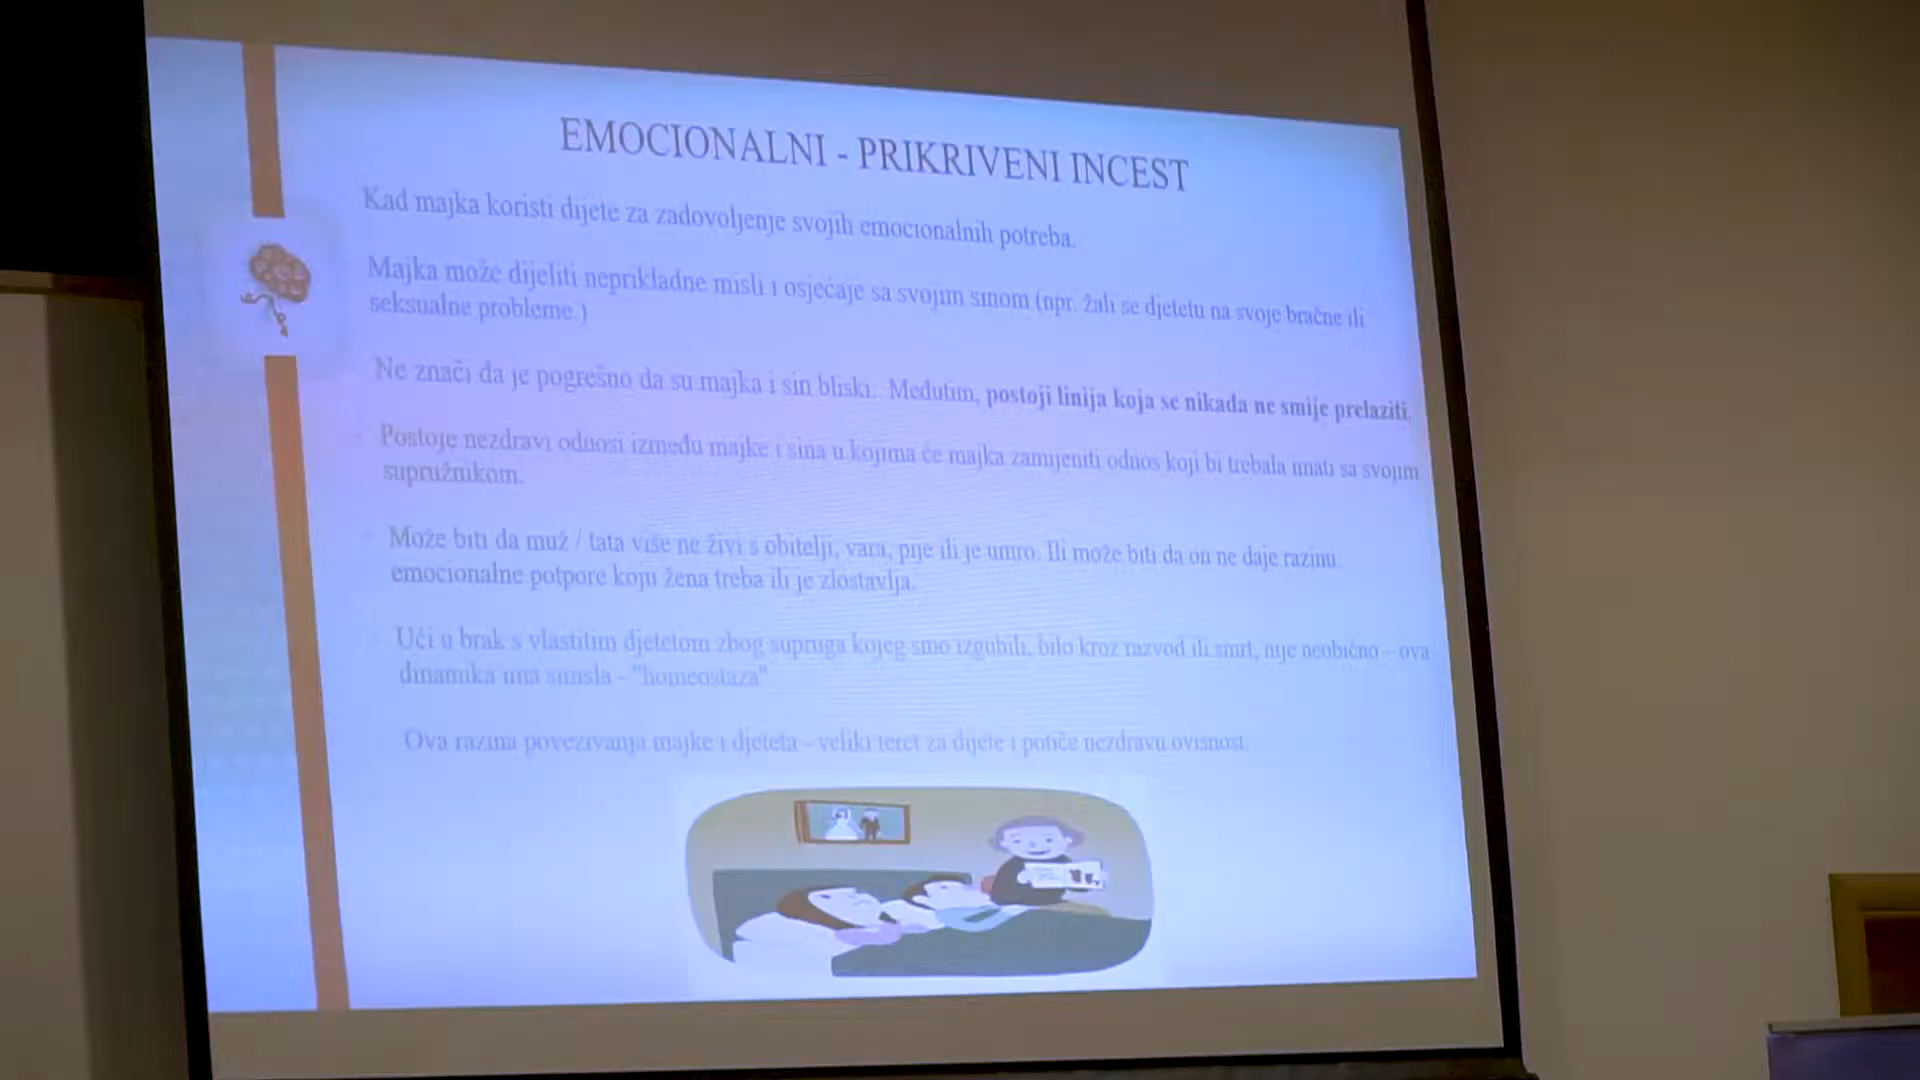 EMOCIONALNI - PRIKRIVENI INCEST
Kad majka koristi dijete za zadovoljenje svojih emocionalnih potreba.
Majka može dijeliti neprikladne misli i osjećaje sa svojim sinom (npr. žali se djetetu na svoje bračne ili
seksualne probleme.)
Ne znači da je pogrešno da su majka i sin bliski. Međutim, postoji linija koja se nikada ne smije prelaziti.
Postoje nezdravi odnosi između majke i sina u kojima će majka zamijeniti odnos koji bi trebala imati sa svojim
supružnikom.
Može biti da muž / tata više ne živi s obitelji, vara, pije ili je umro. Ili može biti da on ne daje razinu
emocionalne potpore koju žena treba ili je zlostavlja.
Ući u brak s vlastitim djetetom zbog supruga kojeg smo izgubili, bilo kroz razvod ili smrt, nije neobično – ova
dinamika ima smisla - "homeostaza"
Ova razina povezivanja majke i djeteta - veliki teret za dijete i potiče nezdravu ovisnost.